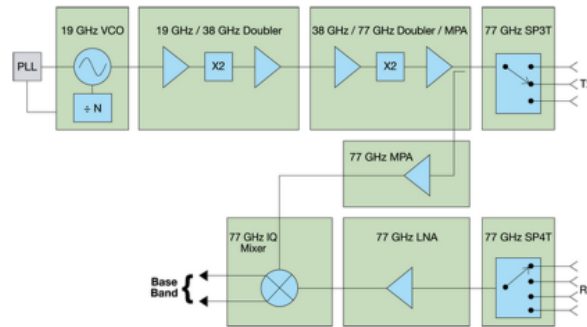 19 GHz VCO
19 GHz / 38 GHz Doubler
38 GHz / 77 GHz Doubler / MPA
77 GHz SP3T
PLL
X2
X2
T
÷ N
77 GHz MPA
77 GHz IQ
Mixer
77 GHz LNA
77 GHz SP4T
Base
Band
R